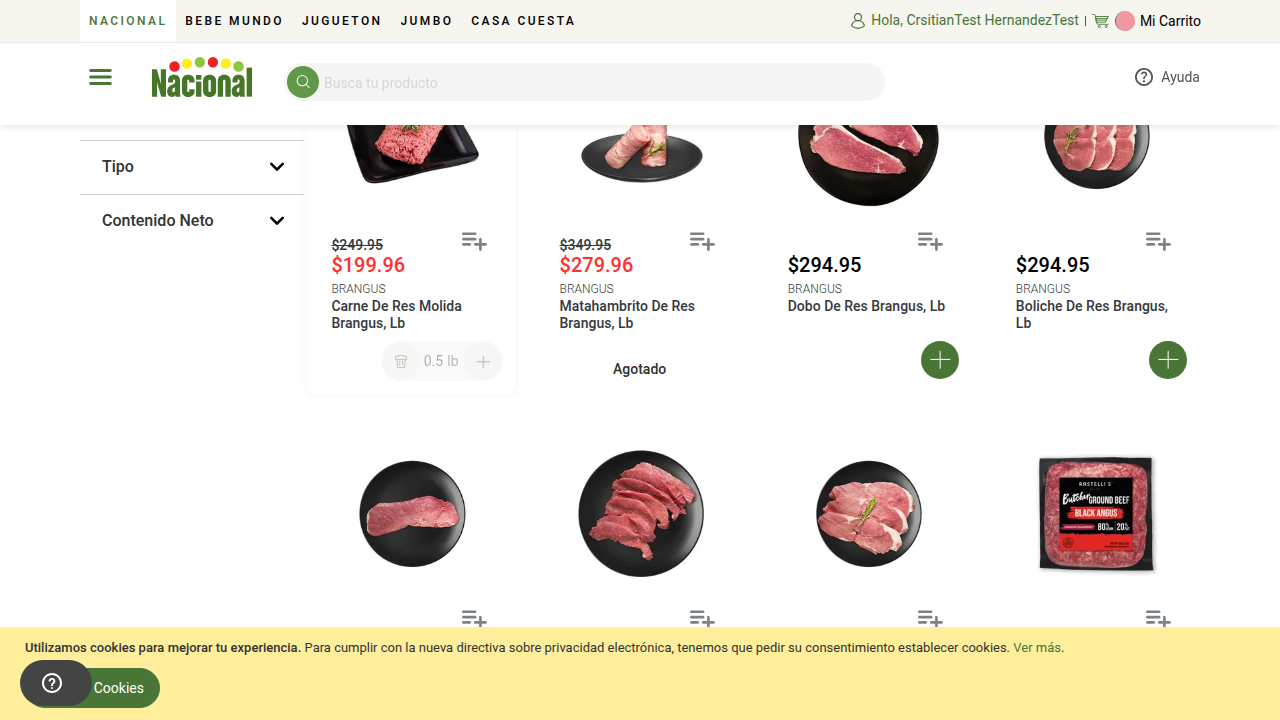 NACIONAL BEBE MUNDO JUGUETON JUMBO CASA CUESTA
Hola, CrsitianTest HernandezTest | Mi Carrito
Nacional
Busca tu producto
Ayuda
Tipo
Contenido Neto
$249.95
$199.96
BRANGUS
Carne De Res Molida
Brangus, Lb
0.5 lb
$349.95
$279.96
BRANGUS
Matahambrito De Res
Brangus, Lb
Agotado
$294.95
BRANGUS
Dobo De Res Brangus, Lb
$294.95
BRANGUS
Boliche De Res Brangus,
Lb
RASTELLI'S
Butcher GROUND BEEF
BLACK ANGUS
80% 20%
Utilizamos cookies para mejorar tu experiencia. Para cumplir con la nueva directiva sobre privacidad electrónica, tenemos que pedir su consentimiento establecer cookies. Ver más.
Cookies